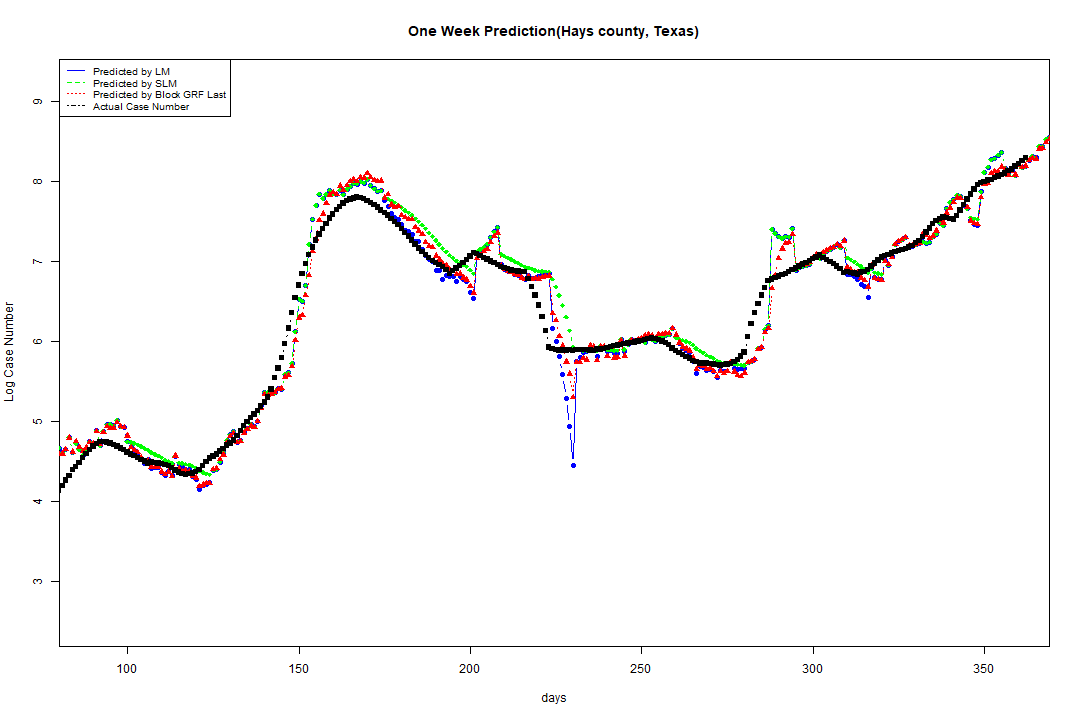 One Week Prediction(Hays county, Texas)
Predicted by LM
Predicted by SLM
Predicted by Block GRF Last
Actual Case Number
9
8
7
6
5
4
3
Log Case Number
100 150 200 250 300 350
days